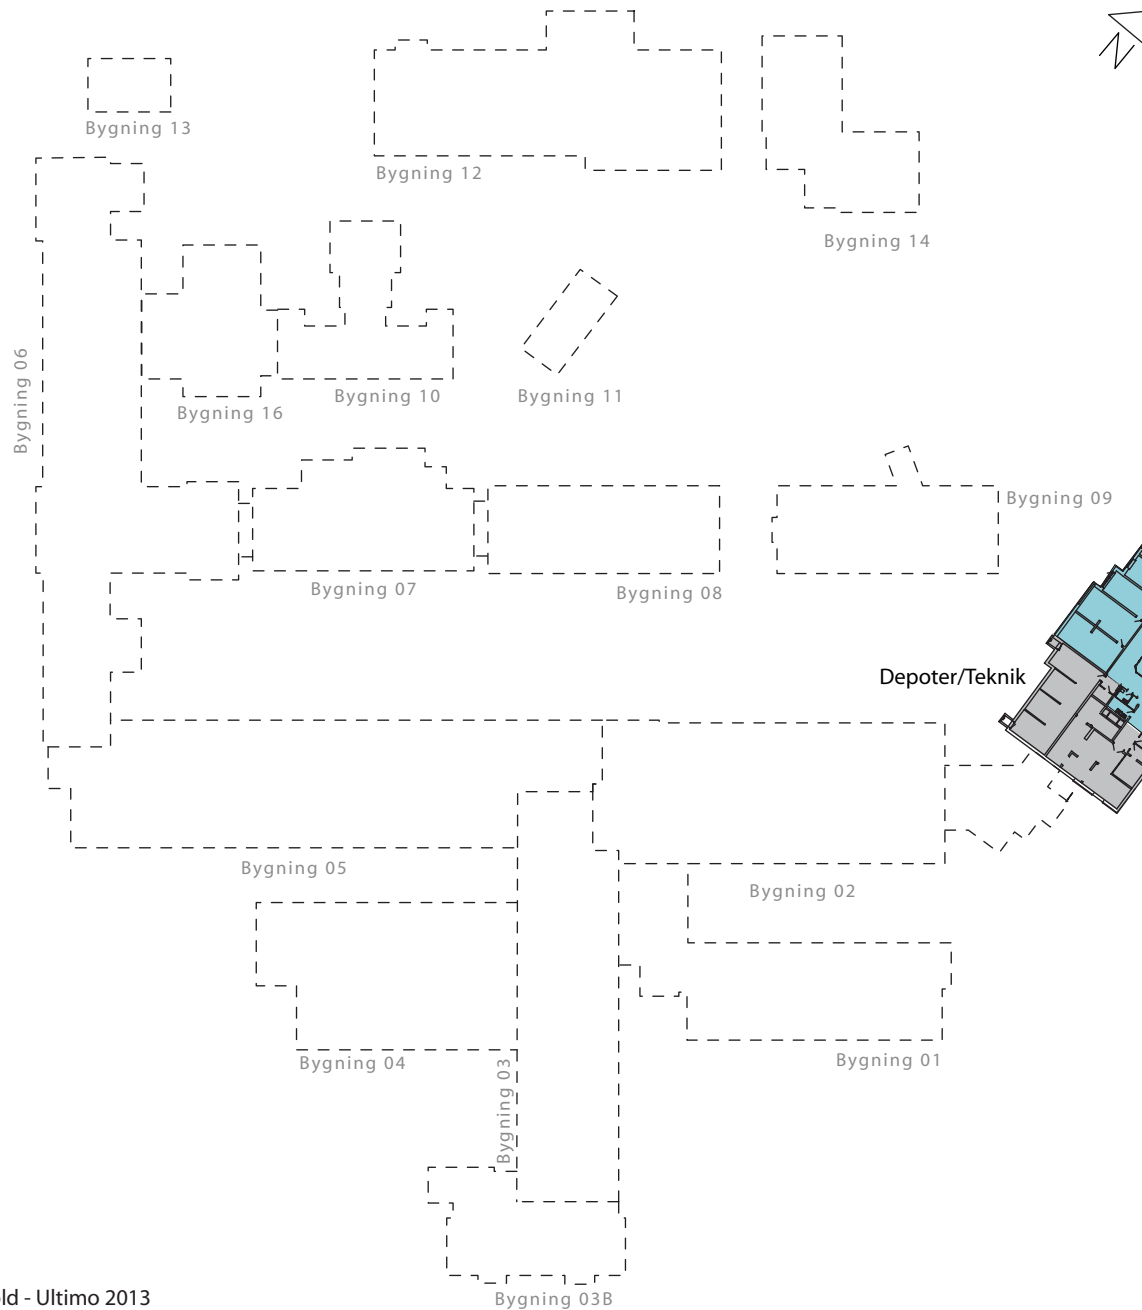 N
Bygning 13
Bygning 12
Bygning 14
Bygning 06
Bygning 16
Bygning 10
Bygning 11
Bygning 09
Bygning 07
Bygning 08
Depoter/Teknik
Bygning 05
Bygning 02
Bygning 04
Bygning 03
Bygning 01
Bygning 03B
- Ultimo 2013